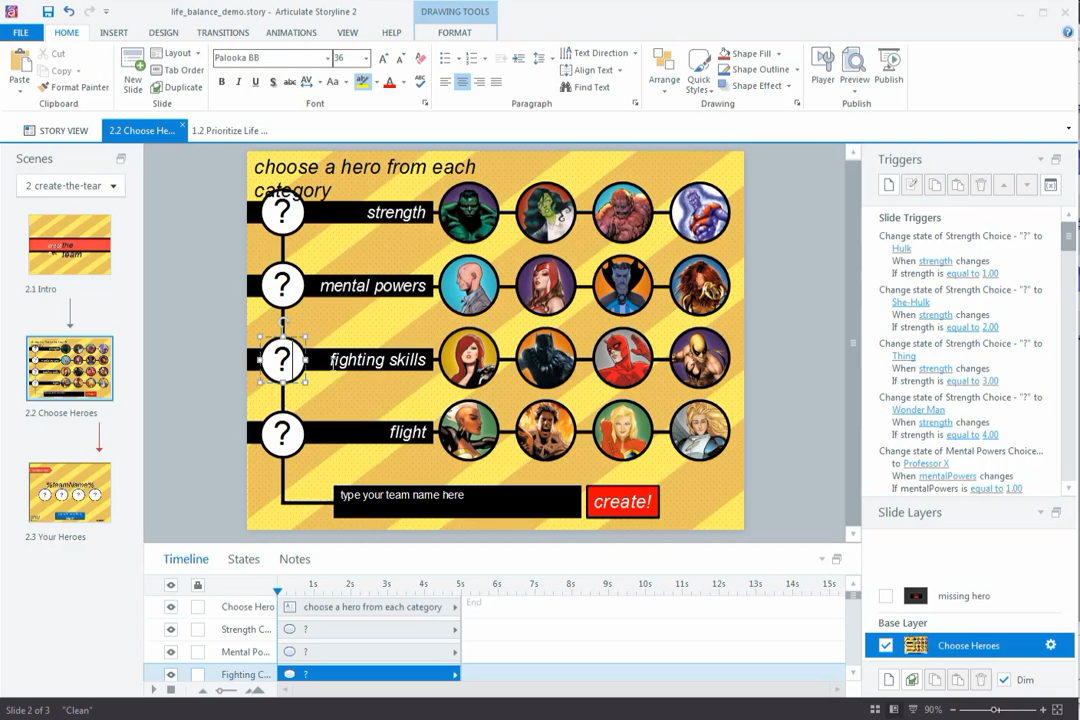 life_balance_demo.story - Articulate Storyline 2
DRAWING TOOLS
FILE
HOME
INSERT
DESIGN
TRANSITIONS
ANIMATIONS
VIEW
HELP
FORMAT
Paste
Cut
Copy
Format Painter
Clipboard
New
Slide
Layout
Tab Order
Duplicate
Slide
Palooka BB
36
B
I
U
S
abc
AV
Aa
A
Font
Text Direction
Align Text
Find Text
Paragraph
Arrange
Quick
Styles
Shape Fill
Shape Outline
Shape Effect
Drawing
Player
Preview
Publish
Publish
STORY VIEW
2.2 Choose He...
1.2 Prioritize Life ...
Scenes
2 create-the-tear
the
team
2.1 Intro
2.2 Choose Heroes
%teamName%
2.3 Your Heroes
choose a hero from each
category
? strength
? mental powers
? fighting skills
? flight
type your team name here
create!
Triggers
Slide Triggers
Change state of Strength Choice - "?" to
Hulk
When strength changes
If strength is equal to 1.00
Change state of Strength Choice - "?" to
She-Hulk
When strength changes
If strength is equal to 2.00
Change state of Strength Choice - "?" to
Thing
When strength changes
If strength is equal to 3.00
Change state of Strength Choice - "?" to
Wonder Man
When strength changes
If strength is equal to 4.00
Change state of Mental Powers Choice...
to Professor X
When mentalPowers changes
If mentalPowers is equal to 1.00
Slide Layers
missing hero
Base Layer
Choose Heroes
Dim
Timeline
States
Notes
1s 2s 3s 4s 5s 6s 7s 8s 9s 10s 11s 12s 13s 14s 15s
End
Choose Hero
choose a hero from each category
Strength C...
?
Mental Po...
?
Fighting C...
?
Slide 2 of 3
"Clean"
90%